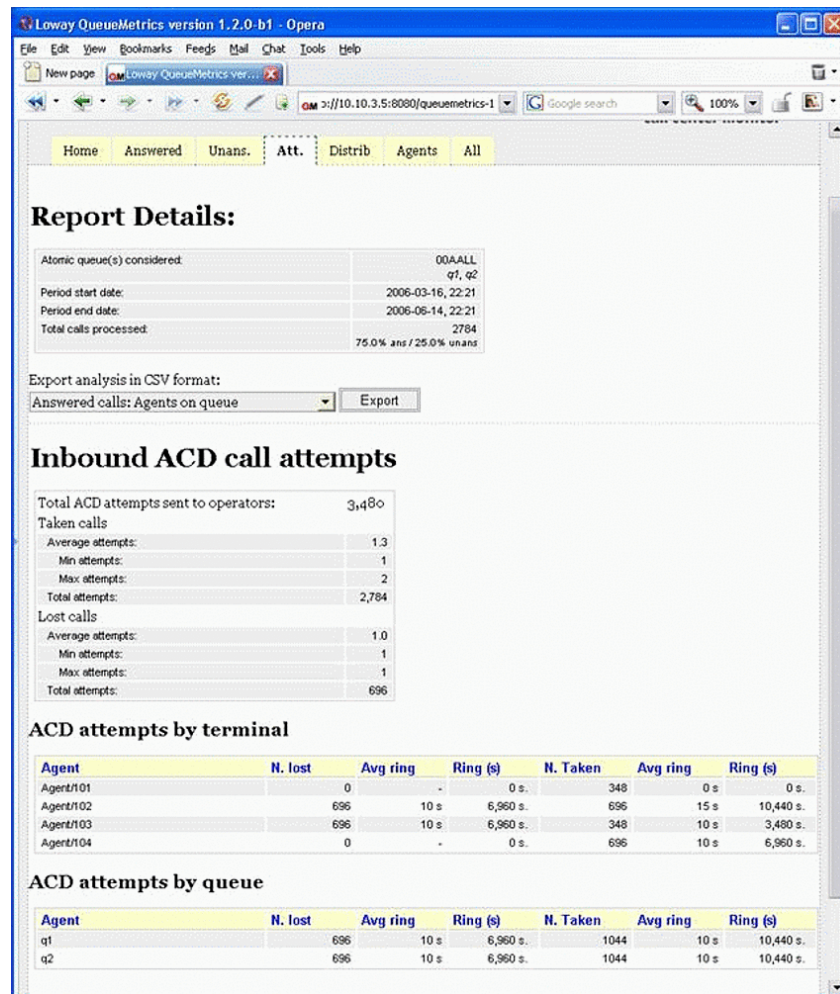 Loway QueueMetrics version 1.2.0-b1 - Opera
File Edit View Bookmarks Feeds Mail Chat Tools Help
New page Loway QueueMetrics ver...
://10.10.3.5:8080/queuemetrics-1 Google search 100%
Home Answered Unans. Att. Distrib Agents All
Report Details:
Atomic queue(s) considered: 00AALL
q1, q2
Period start date: 2006-03-16, 22:21
Period end date: 2006-06-14, 22:21
Total calls processed: 2784
75.0% ans / 25.0% unans
Export analysis in CSV format:
Answered calls: Agents on queue Export
Inbound ACD call attempts
Total ACD attempts sent to operators: 3,480
Taken calls
Average attempts: 1.3
Min attempts: 1
Max attempts: 2
Total attempts: 2,784
Lost calls
Average attempts: 1.0
Min attempts: 1
Max attempts: 1
Total attempts: 696
ACD attempts by terminal
Agent N. lost Avg ring Ring (s) N. Taken Avg ring Ring (s)
Agent/101 0 - 0 s. 348 0 s 0 s.
Agent/102 696 10 s 6,960 s. 696 15 s 10,440 s.
Agent/103 696 10 s 6,960 s. 348 10 s 3,480 s.
Agent/104 0 - 0 s. 696 10 s 6,960 s.
ACD attempts by queue
Agent N. lost Avg ring Ring (s) N. Taken Avg ring Ring (s)
q1 696 10 s 6,960 s. 1044 10 s 10,440 s.
q2 696 10 s 6,960 s. 1044 10 s 10,440 s.